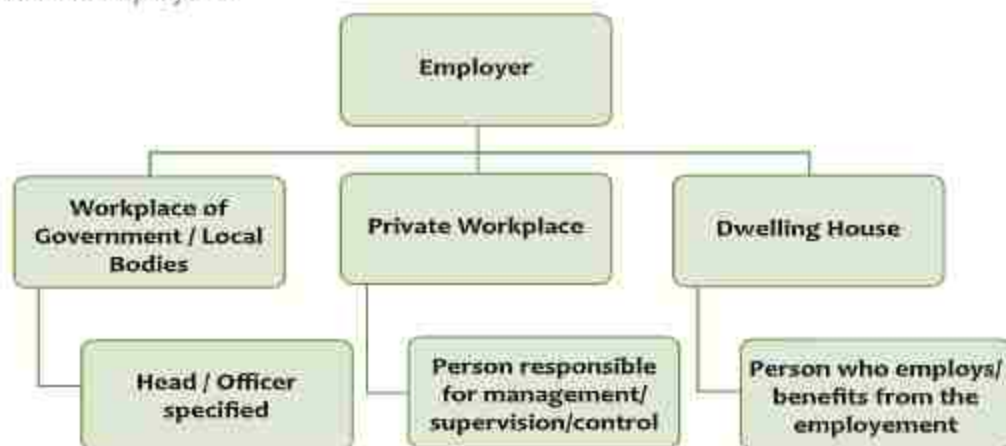 Employer
Workplace of
Government / Local
Bodies
Private Workplace
Dwelling House
Head / Officer
specified
Person responsible
for management/
supervision/control
Person who employs/
benefits from the
employement